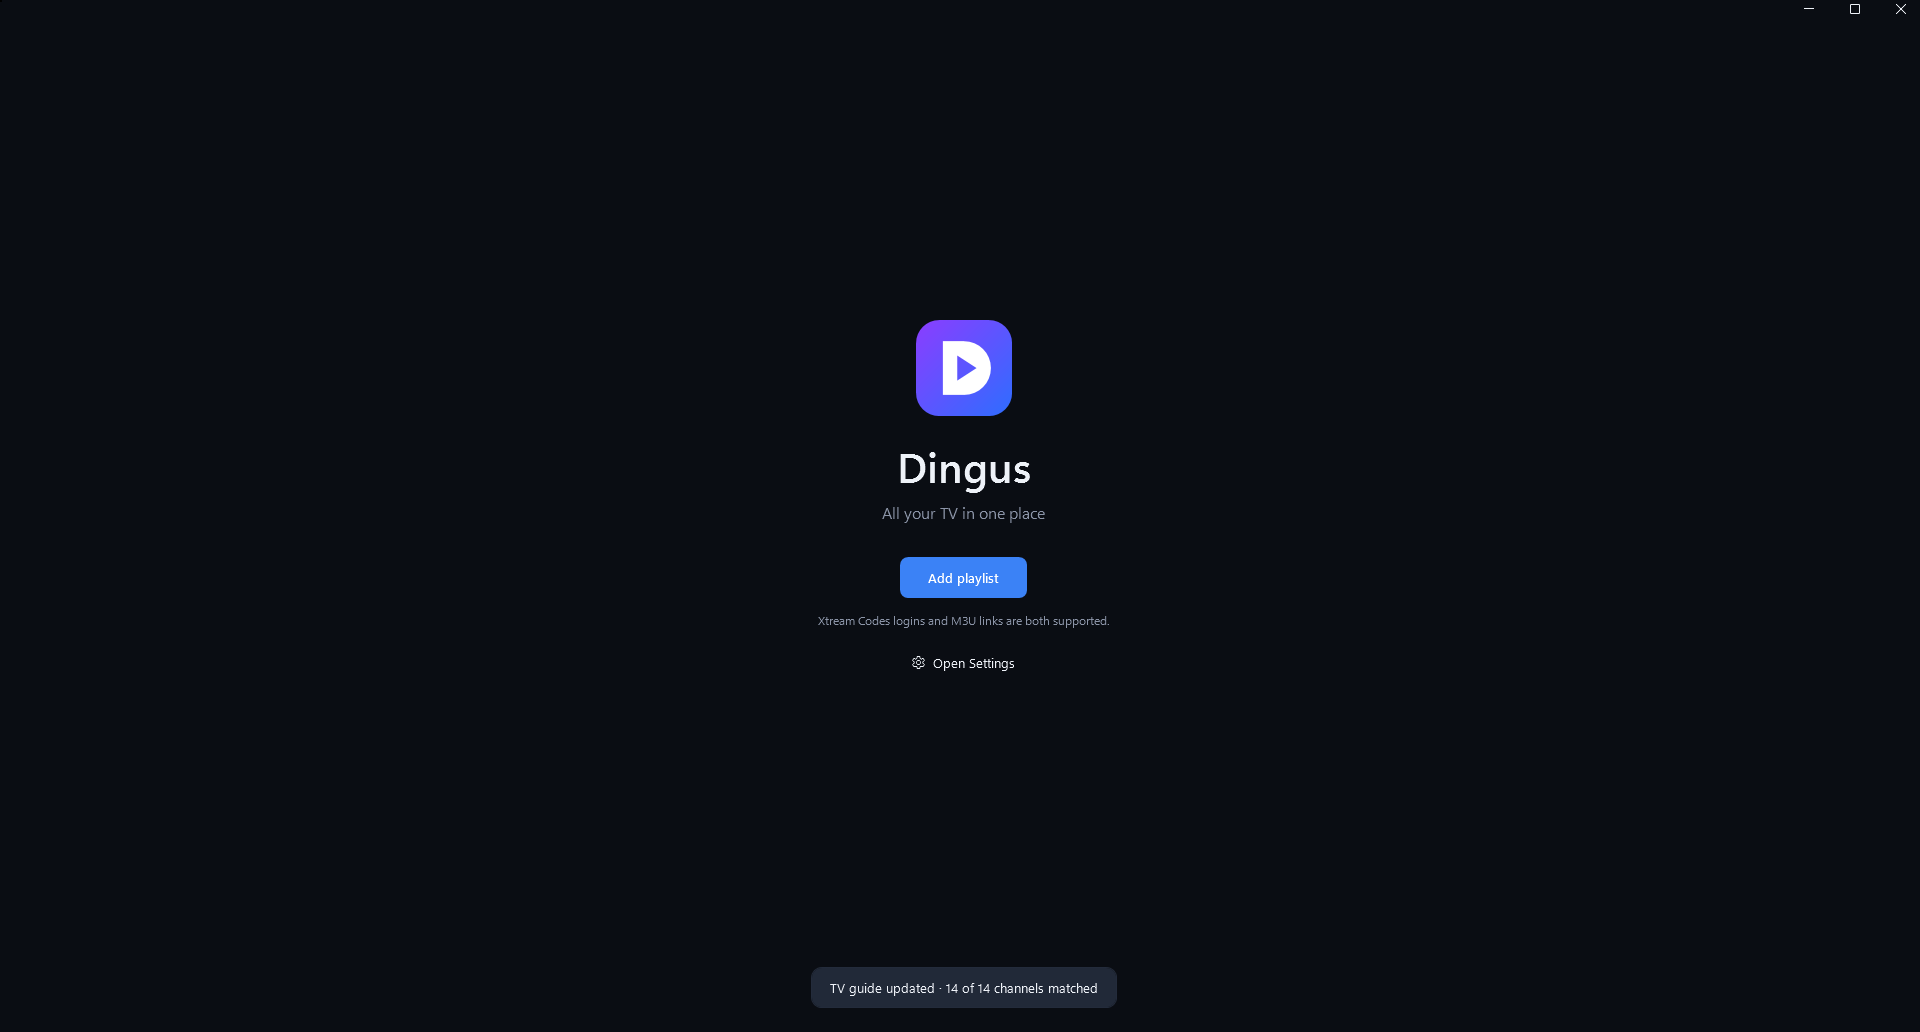 Dingus
All your TV in one place
Add playlist
Xtream Codes logins and M3U links are both supported.
Open Settings
TV guide updated · 14 of 14 channels matched